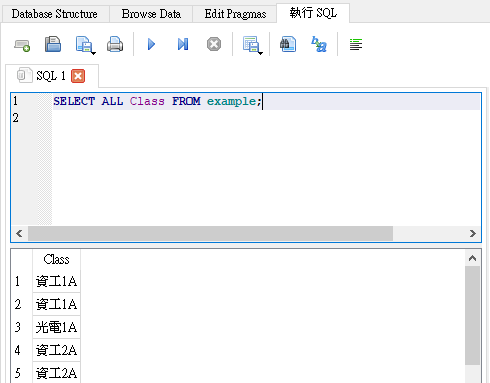 Database Structure Browse Data Edit Pragmas 執行 SQL
SQL 1
1 SELECT ALL Class FROM example;
2
Class
1 資工1A
2 資工1A
3 光電1A
4 資工2A
5 資工2A